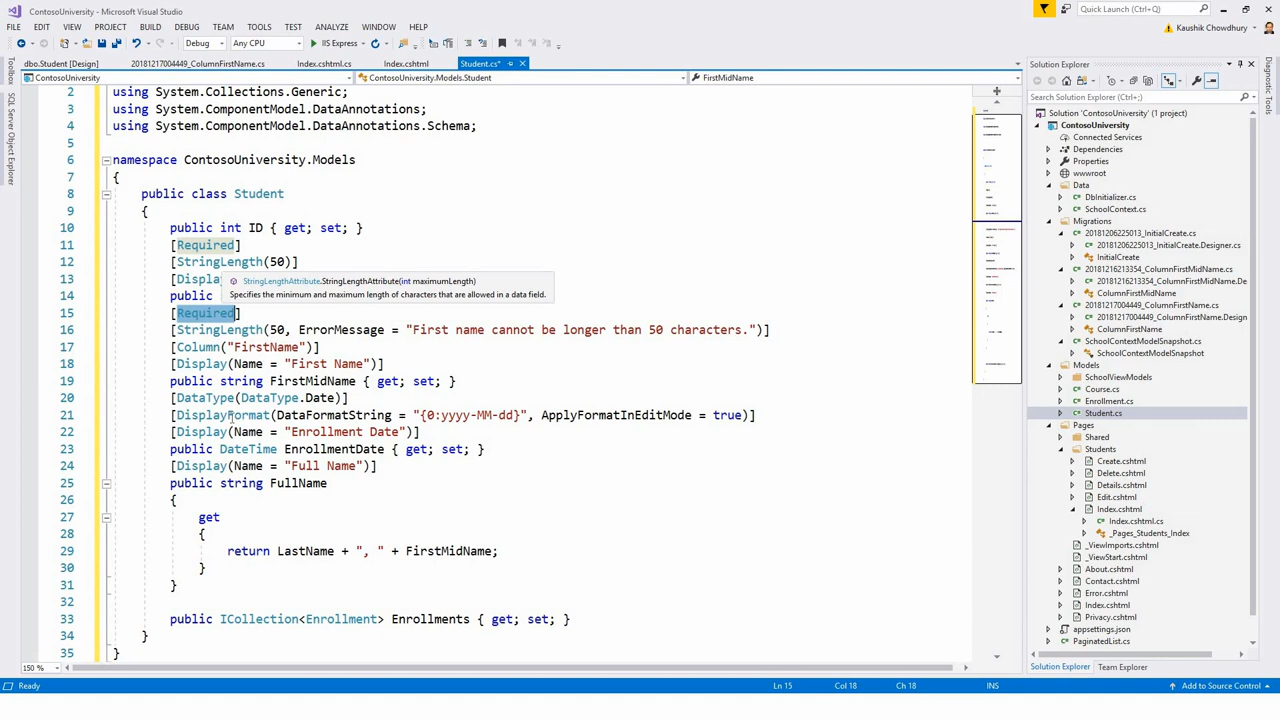 ContosoUniversity - Microsoft Visual Studio
Quick Launch (Ctrl+Q)
FILE EDIT VIEW PROJECT BUILD DEBUG TEAM TOOLS TEST ANALYZE WINDOW HELP
Kaushik Chowdhury
Debug Any CPU IIS Express
dbo.Student [Design] 20181217004449_ColumnFirstName.cs Index.cshtml.cs Index.cshtml Student.cs*
ContosoUniversity ContosoUniversity.Models.Student FirstMidName
Toolbox
SQL Server Object Explorer
2 using System.Collections.Generic;
3 using System.ComponentModel.DataAnnotations;
4 using System.ComponentModel.DataAnnotations.Schema;
5
6 namespace ContosoUniversity.Models
7 {
8 public class Student
9 {
10 public int ID { get; set; }
11 [Required]
12 [StringLength(50)]
13 [Displa
StringLengthAttribute.StringLengthAttribute(int maximumLength)
Specifies the minimum and maximum length of characters that are allowed in a data field.
14 public
15 [Required]
16 [StringLength(50, ErrorMessage = "First name cannot be longer than 50 characters.")]
17 [Column("FirstName")]
18 [Display(Name = "First Name")]
19 public string FirstMidName { get; set; }
20 [DataType(DataType.Date)]
21 [DisplayFormat(DataFormatString = "{0:yyyy-MM-dd}", ApplyFormatInEditMode = true)]
22 [Display(Name = "Enrollment Date")]
23 public DateTime EnrollmentDate { get; set; }
24 [Display(Name = "Full Name")]
25 public string FullName
26 {
27 get
28 {
29 return LastName + ", " + FirstMidName;
30 }
31 }
32
33 public ICollection<Enrollment> Enrollments { get; set; }
34 }
35 }
150 %
Solution Explorer
Search Solution Explorer (Ctrl+;)
Solution 'ContosoUniversity' (1 project)
ContosoUniversity
Connected Services
Dependencies
Properties
wwwroot
Data
DbInitializer.cs
SchoolContext.cs
Migrations
20181206225013_InitialCreate.cs
20181206225013_InitialCreate.Designer.cs
InitialCreate
20181216213354_ColumnFirstMidName.cs
20181216213354_ColumnFirstMidName.De
ColumnFirstMidName
20181217004449_ColumnFirstName.cs
20181217004449_ColumnFirstName.Design
ColumnFirstName
SchoolContextModelSnapshot.cs
SchoolContextModelSnapshot
Models
SchoolViewModels
Course.cs
Enrollment.cs
Student.cs
Pages
Shared
Students
Create.cshtml
Delete.cshtml
Details.cshtml
Edit.cshtml
Index.cshtml
Index.cshtml.cs
_Pages_Students_Index
_ViewImports.cshtml
_ViewStart.cshtml
About.cshtml
Contact.cshtml
Error.cshtml
Index.cshtml
Privacy.cshtml
appsettings.json
PaginatedList.cs
Solution Explorer Team Explorer
Diagnostic Tools
Ready Ln 15 Col 18 Ch 18 INS Add to Source Control